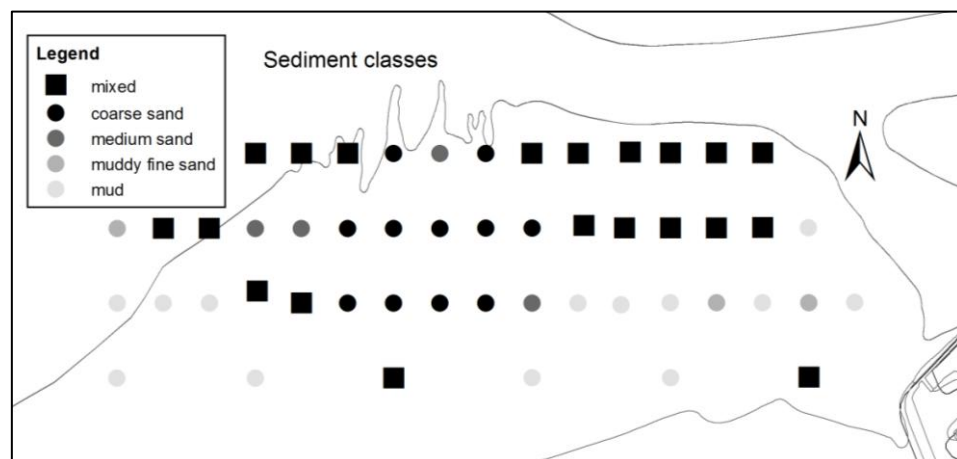 Legend
mixed
coarse sand
medium sand
muddy fine sand
mud
Sediment classes
N